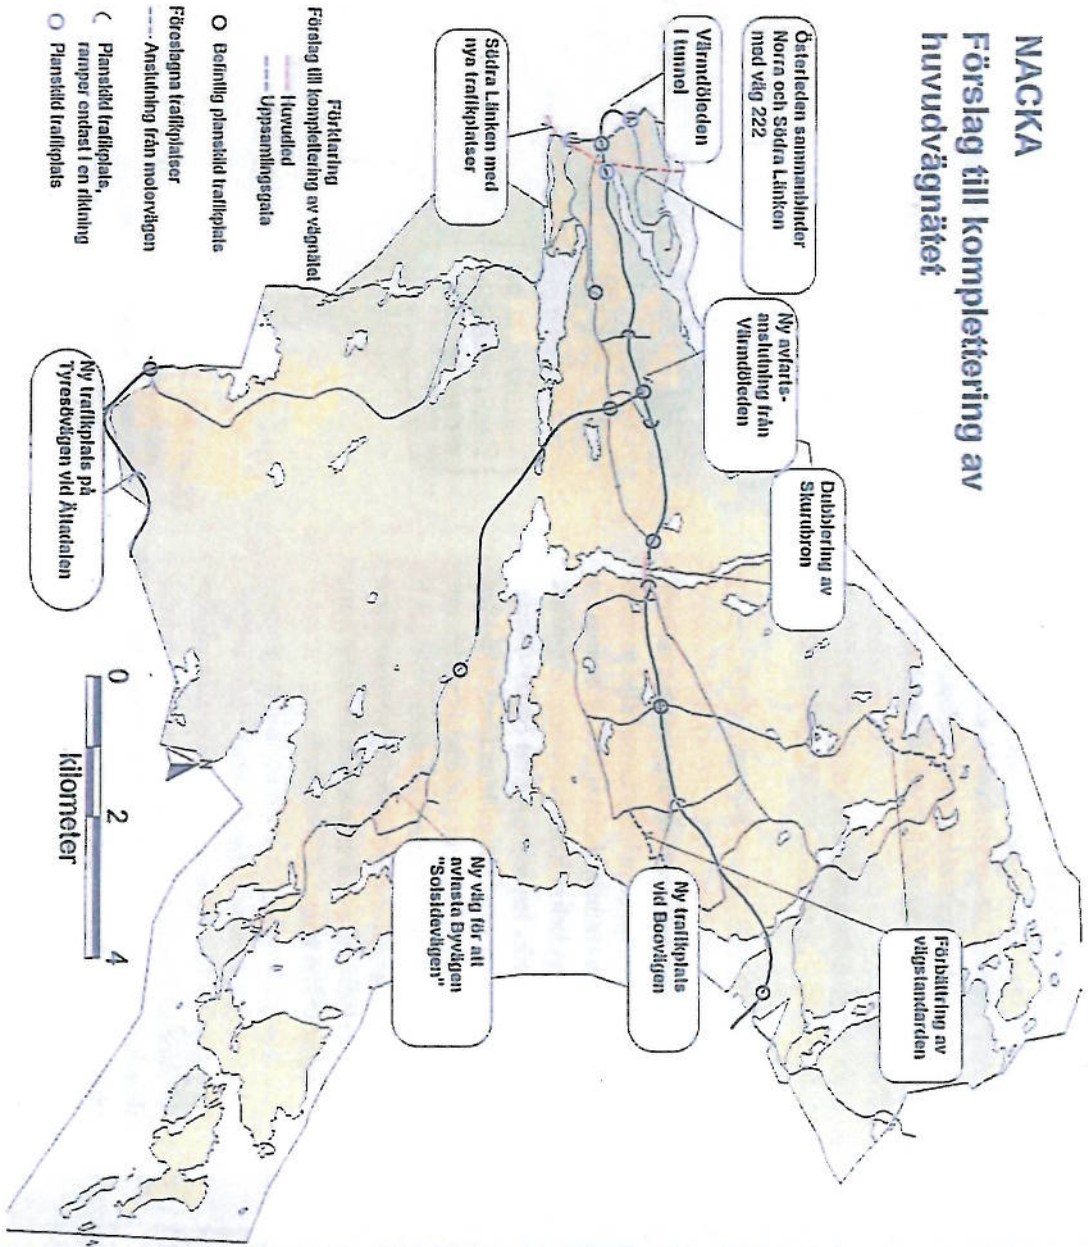 NACKA
Förslag till komplettering av
huvudvägnätet
Österleden sammanbinder
Norra och Södra Länken
med väg 222
Värmdöleden
i tunnel
Södra Länken med
nya trafikplatser
Ny avfarts-
anslutning från
Värmdöleden
Dubblering av
Skurubron
Förbättring av
vägstandarden
Ny trafikplats
vid Boovägen
Ny väg för att
avlasta Byvägen
"Solsidevägen"
Ny trafikplats på
Tyresövägen vid Ältadalen
Förklaring
Förslag till komplettering av vägnätet
Huvudled
Uppsamlingsgata
Befintlig planskild trafikplats
Föreslagna trafikplatser
Anslutning från motorvägen
Planskild trafikplats,
ramper endast i en riktning
Planskild trafikplats
0 2 4
kilometer